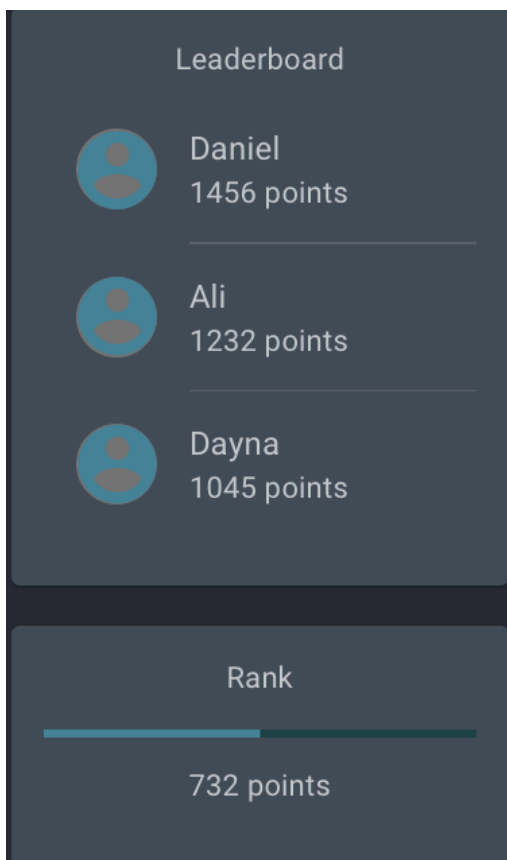 Leaderboard
Daniel
1456 points
Ali
1232 points
Dayna
1045 points
Rank
732 points